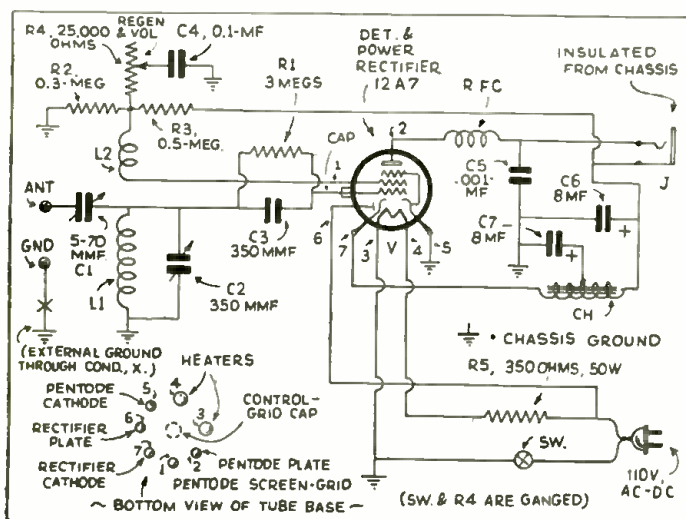 REGEN
& VOL
R4, 25,000
OHMS
C4, 0.1-MF
R2,
0.3-MEG.
R1
3 MEGS
DET. &
POWER
RECTIFIER
12A7
R FC
INSULATED
FROM CHASSIS
R3,
0.5-MEG.
CAP
1
2
L2
C5
.001-
MF
C6
8MF
J
+
ANT
5-70
MMF.
C1
C3
350 MMF
6
7
3
V
4
5
C7-
8MF
+
GND
L1
C2
350 MMF
CH
• CHASSIS GROUND
X
(EXTERNAL GROUND
THROUGH COND., X.)
HEATERS
R5, 350 OHMS, 50W
PENTODE
CATHODE
5
4
CONTROL-
GRID CAP
6
3
RECTIFIER
PLATE
7
1
2
RECTIFIER
CATHODE
PENTODE PLATE
PENTODE SCREEN-GRID
SW.
110V.
AC-DC
~ BOTTOM VIEW OF TUBE BASE ~
(SW. & R4 ARE GANGED)